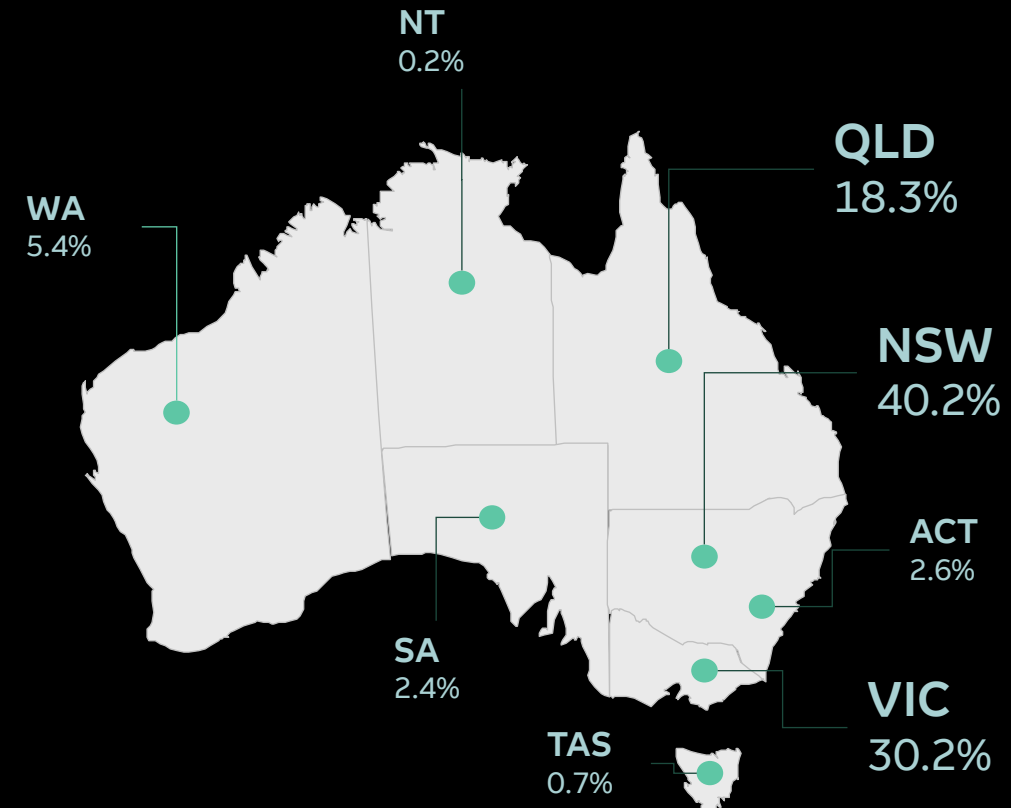 NT
0.2%
QLD
18.3%
WA
5.4%
NSW
40.2%
ACT
2.6%
SA
2.4%
VIC
30.2%
TAS
0.7%